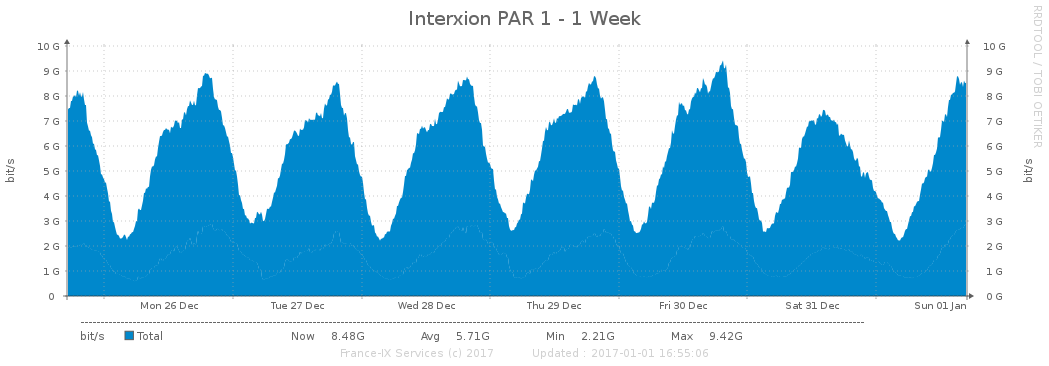 Interxion PAR 1 - 1 Week
RRDTOOL / TOBI OETIKER
10 G 10 G
9 G 9 G
8 G 8 G
7 G 7 G
6 G 6 G
5 G 5 G
4 G 4 G
3 G 3 G
2 G 2 G
1 G 1 G
0 0 G
bit/s
bit/s
Mon 26 Dec Tue 27 Dec Wed 28 Dec Thu 29 Dec Fri 30 Dec Sat 31 Dec Sun 01 Jan
bit/s Total Now 8.48G Avg 5.71G Min 2.21G Max 9.42G
France-IX Services (c) 2017 Updated : 2017-01-01 16:55:06